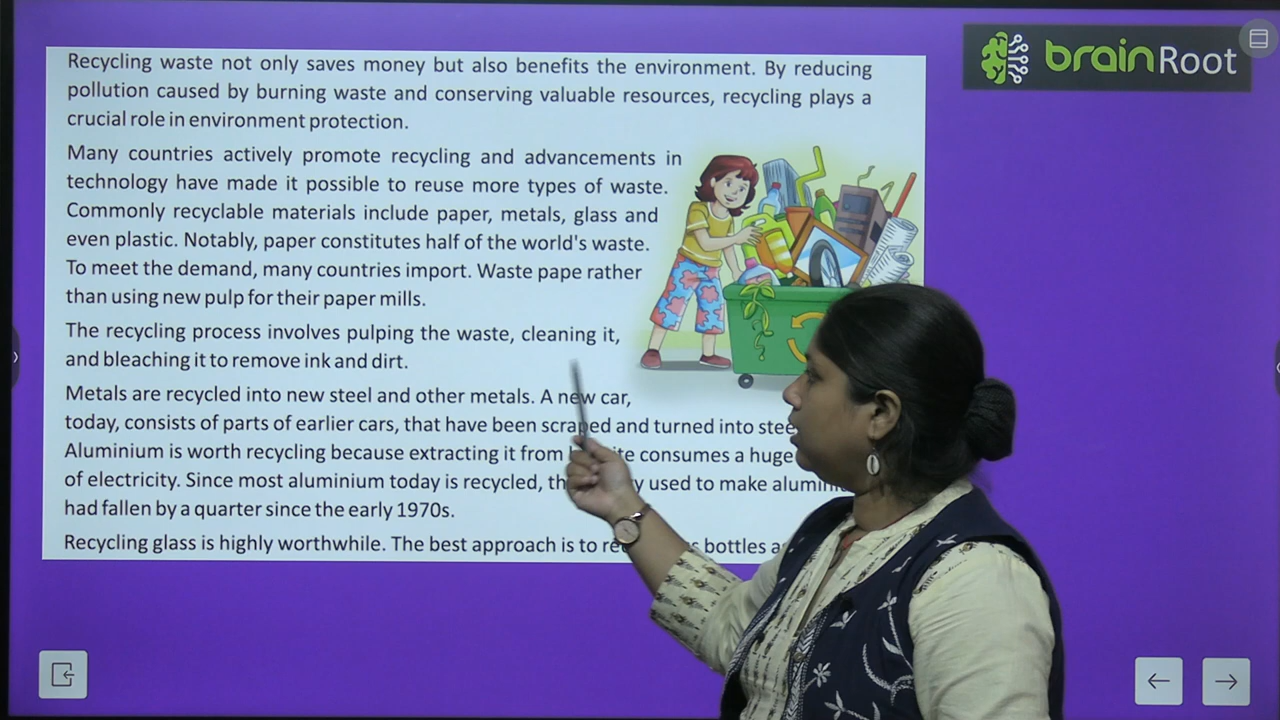 Recycling waste not only saves money but also benefits the environment. By reducing
pollution caused by burning waste and conserving valuable resources, recycling plays a
crucial role in environment protection.
Many countries actively promote recycling and advancements in
technology have made it possible to reuse more types of waste.
Commonly recyclable materials include paper, metals, glass and
even plastic. Notably, paper constitutes half of the world's waste.
To meet the demand, many countries import. Waste pape rather
than using new pulp for their paper mills.
The recycling process involves pulping the waste, cleaning it,
and bleaching it to remove ink and dirt.
Metals are recycled into new steel and other metals. A new car,
today, consists of parts of earlier cars, that have been scraped and turned into
Aluminium is worth recycling because extracting it from consumes a huge
of electricity. Since most aluminium today is recycled, used to make
had fallen by a quarter since the early 1970s.
Recycling glass is highly worthwhile. The best approach is to bottles
brainRoot